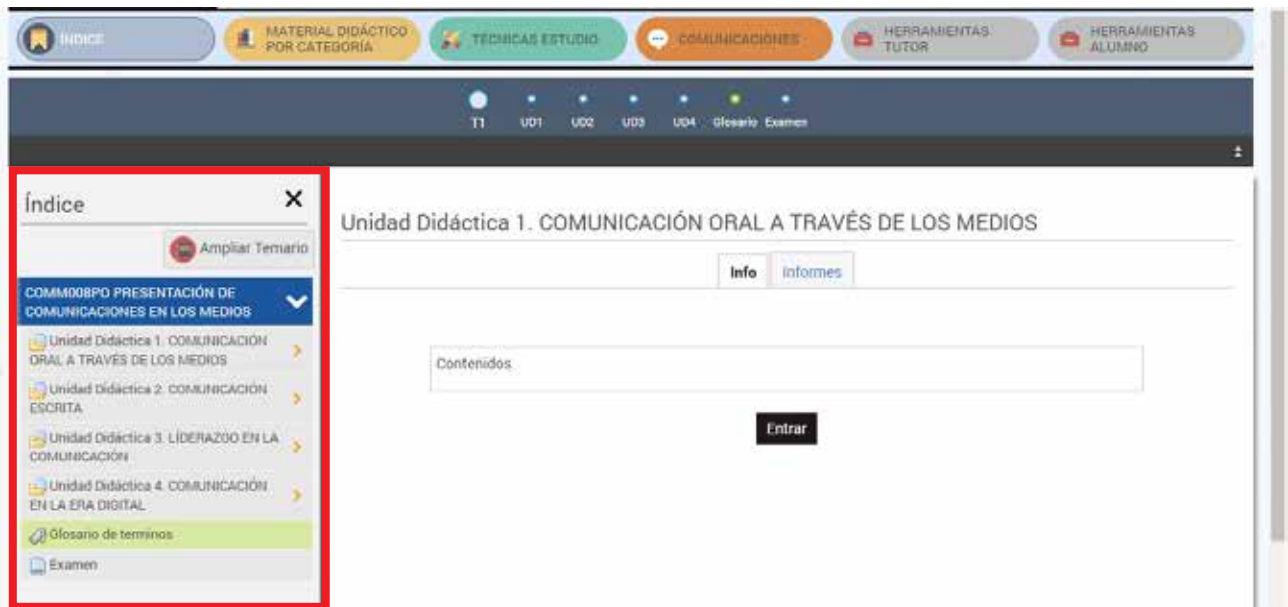 ÍNDICE
MATERIAL DIDÁCTICO
POR CATEGORÍA
TECNICAS ESTUDIO
COMUNICACIONES
HERRAMIENTAS
TUTOR
HERRAMIENTAS
ALUMNO
T1 UD1 UD2 UD3 UD4 Glosario Examen
Índice
Ampliar Temario
COMM008PO PRESENTACIÓN DE
COMUNICACIONES EN LOS MEDIOS
Unidad Didáctica 1. COMUNICACIÓN
ORAL A TRAVÉS DE LOS MEDIOS
Unidad Didáctica 2. COMUNICACIÓN
ESCRITA
Unidad Didáctica 3. LIDERAZGO EN LA
COMUNICACIÓN
Unidad Didáctica 4. COMUNICACIÓN
EN LA ERA DIGITAL
Glosario de terminos
Examen
Unidad Didáctica 1. COMUNICACIÓN ORAL A TRAVÉS DE LOS MEDIOS
Info Informes
Contenidos
Entrar